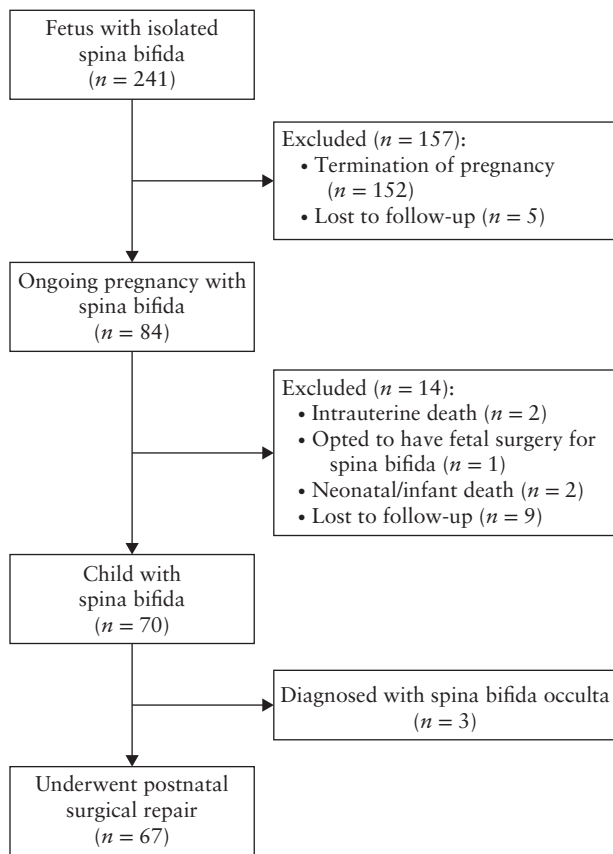 Fetus with isolated
spina bifida
(n = 241)
Excluded (n = 157):
• Termination of pregnancy
(n = 152)
• Lost to follow-up (n = 5)
Ongoing pregnancy with
spina bifida
(n = 84)
Excluded (n = 14):
• Intrauterine death (n = 2)
• Opted to have fetal surgery for
spina bifida (n = 1)
• Neonatal/infant death (n = 2)
• Lost to follow-up (n = 9)
Child with
spina bifida
(n = 70)
Diagnosed with spina bifida occulta
(n = 3)
Underwent postnatal
surgical repair
(n = 67)